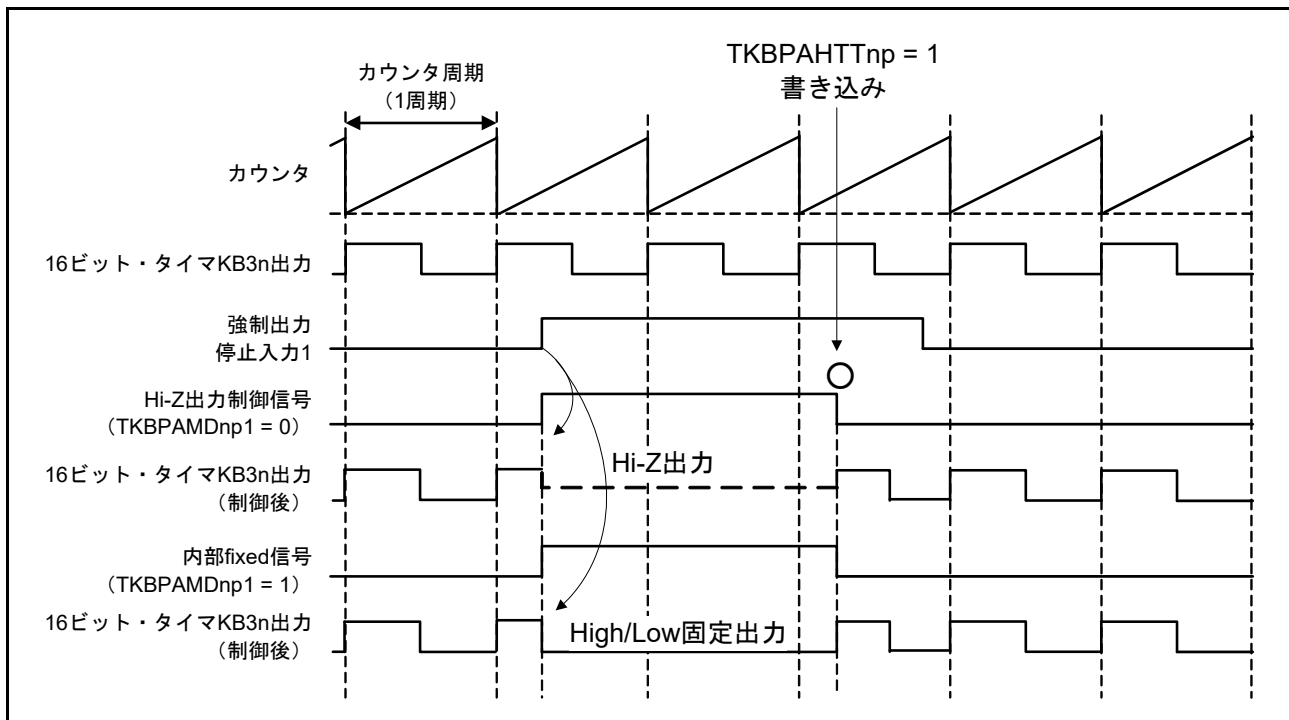 TKBPAHTTnp = 1
書き込み
カウンタ周期
（1周期）
カウンタ
16ビット・タイマKB3n出力
強制出力
停止入力1
Hi-Z出力制御信号
（TKBPAMDnp1 = 0）
Hi-Z出力
16ビット・タイマKB3n出力
（制御後）
内部fixed信号
（TKBPAMDnp1 = 1）
16ビット・タイマKB3n出力
（制御後）
High/Low固定出力